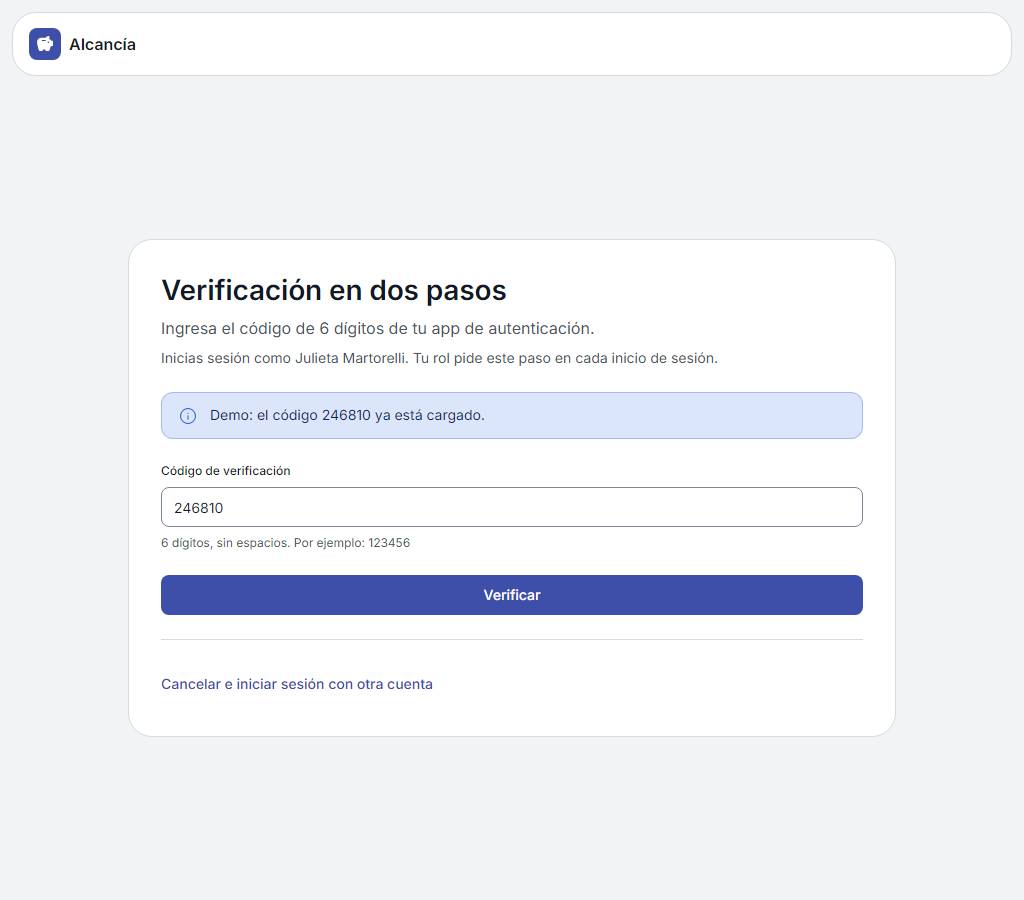 Alcancía
Verificación en dos pasos
Ingresa el código de 6 dígitos de tu app de autenticación.
Inicias sesión como Julieta Martorelli. Tu rol pide este paso en cada inicio de sesión.
Demo: el código 246810 ya está cargado.
Código de verificación
246810
6 dígitos, sin espacios. Por ejemplo: 123456
Verificar
Cancelar e iniciar sesión con otra cuenta